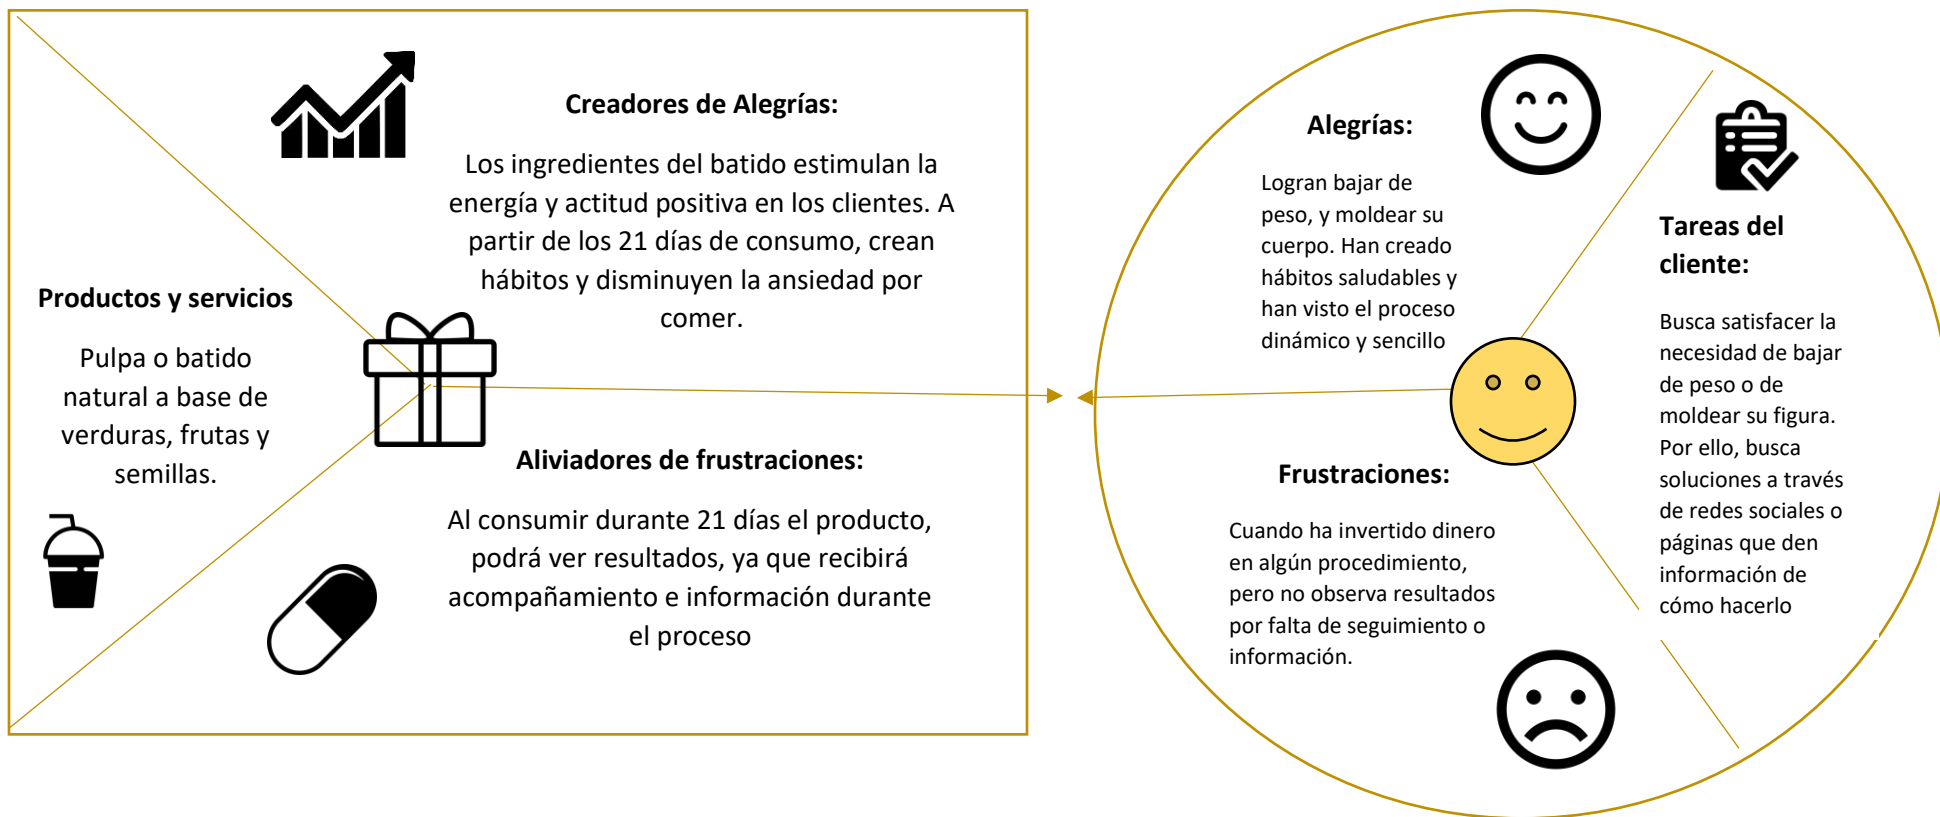 Creadores de Alegrías:
Los ingredientes del batido estimulan la
energía y actitud positiva en los clientes. A
partir de los 21 días de consumo, crean
hábitos y disminuyen la ansiedad por
comer.
Productos y servicios
Pulpa o batido
natural a base de
verduras, frutas y
semillas.
Aliviadores de frustraciones:
Al consumir durante 21 días el producto,
podrá ver resultados, ya que recibirá
acompañamiento e información durante
el proceso
Alegrías:
Logran bajar de
peso, y moldear su
cuerpo. Han creado
hábitos saludables y
han visto el proceso
dinámico y sencillo
Frustraciones:
Cuando ha invertido dinero
en algún procedimiento,
pero no observa resultados
por falta de seguimiento o
información.
Tareas del
cliente:
Busca satisfacer la
necesidad de bajar
de peso o de
moldear su figura.
Por ello, busca
soluciones a través
de redes sociales o
páginas que den
información de
cómo hacerlo